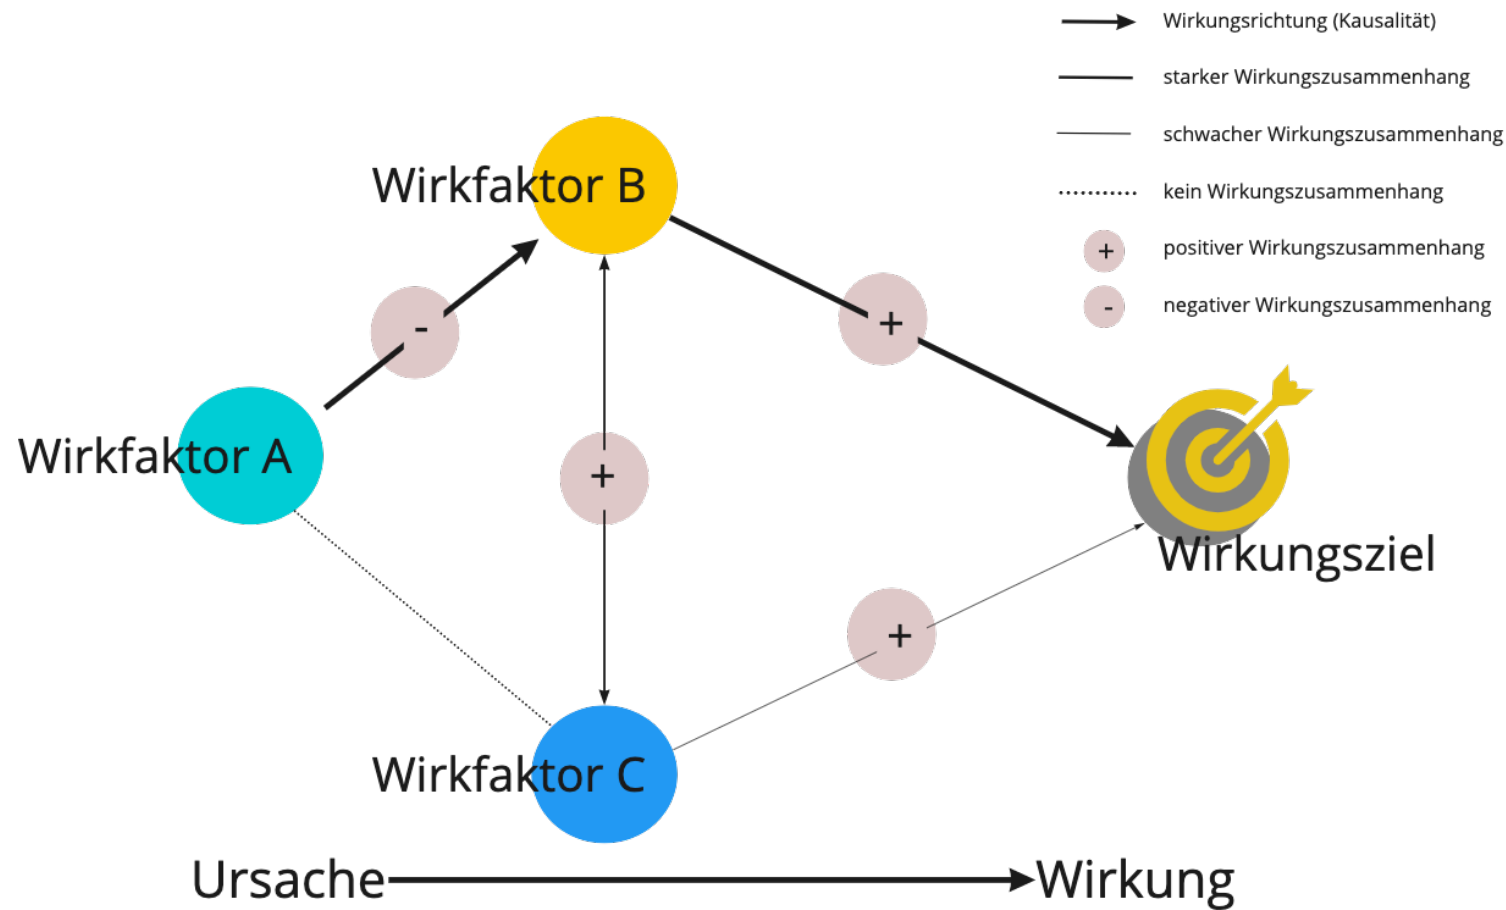 Wirkungsrichtung (Kausalität)
starker Wirkungszusammenhang
schwacher Wirkungszusammenhang
kein Wirkungszusammenhang
+ positiver Wirkungszusammenhang
- negativer Wirkungszusammenhang
Wirkfaktor B
+
-
Wirkfaktor A
+
Wirkungsziel
+
Wirkfaktor C
Ursache
Wirkung